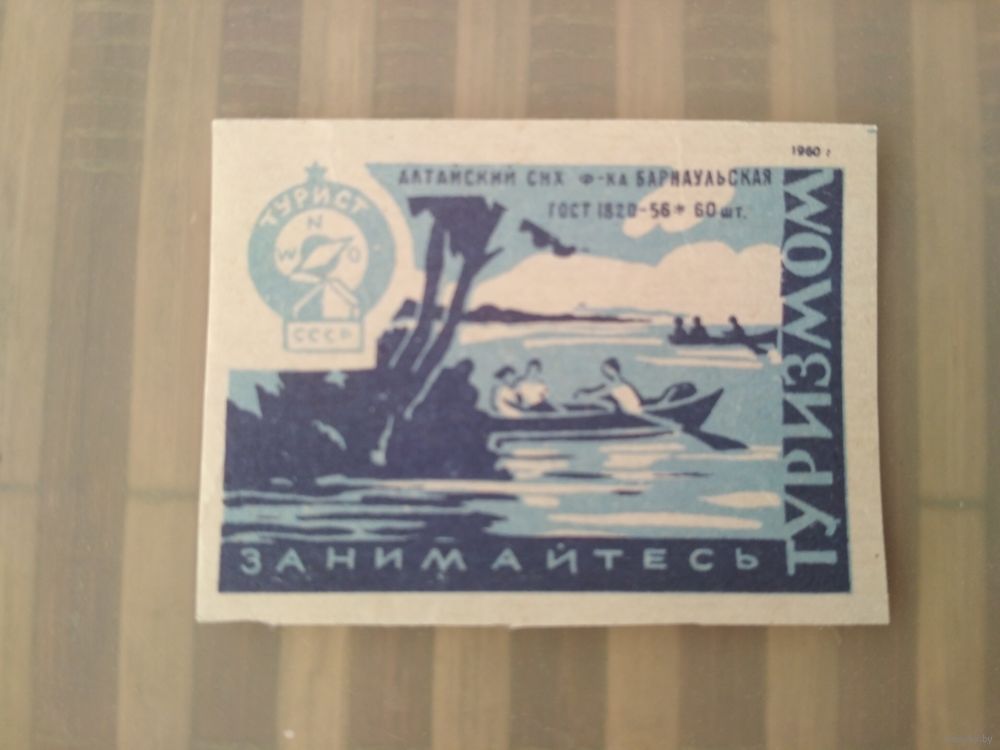 1960 г
АЛТАЙСКИЙ СНХ Ф-КА БАРНАУЛЬСКАЯ
ГОСТ 1820-56* 60 шт.
ТУРИСТ
N
W O
СССР
ЗАНИМАЙТЕСЬ
ТУРИЗМОМ